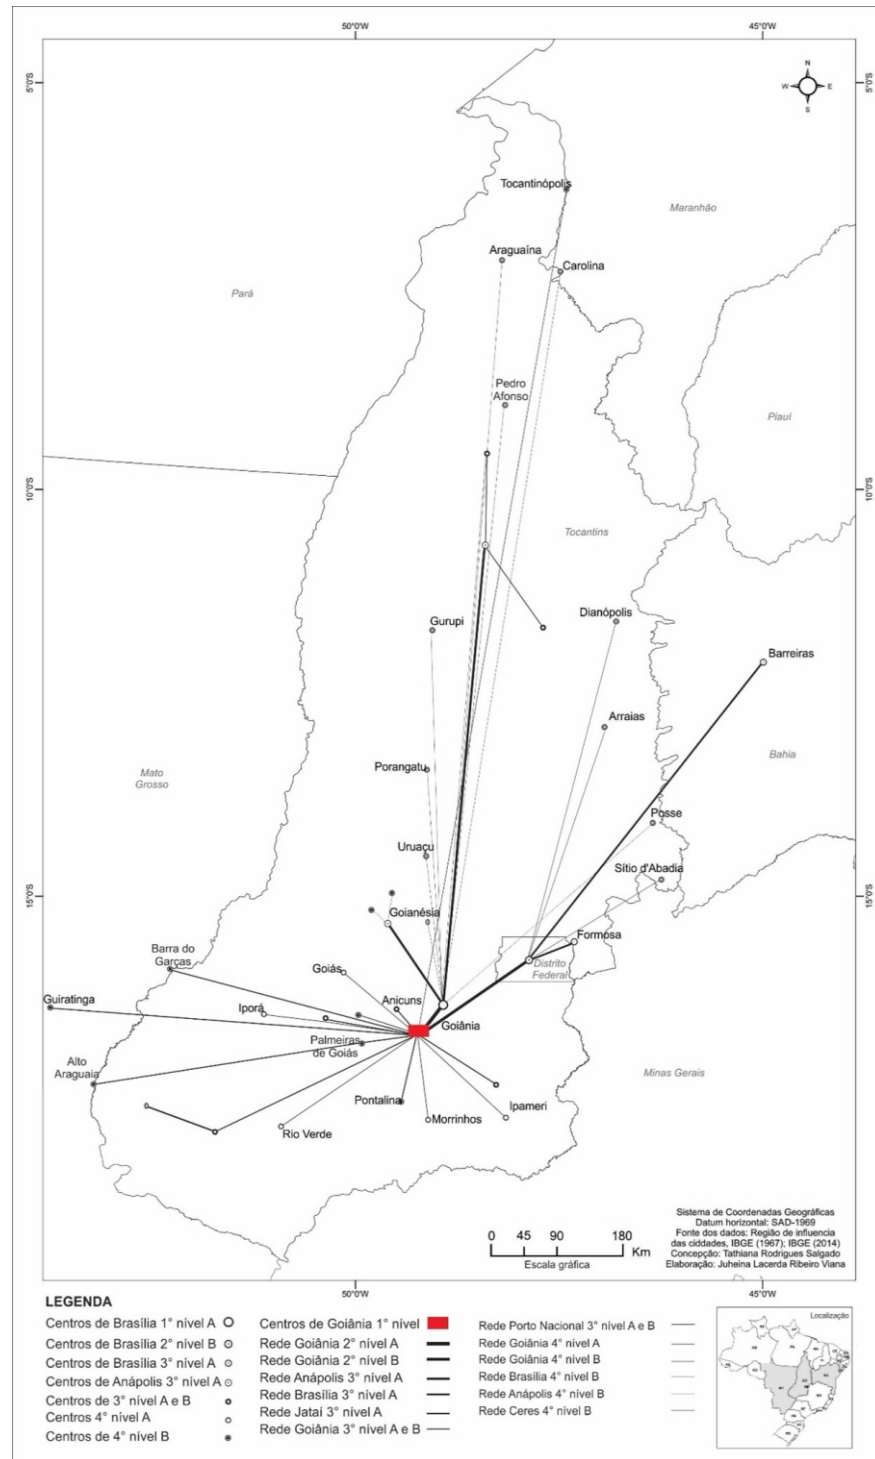 50°0'W
45°0'W
5°0'S
5°0'S
N
W
E
S
Tocantinópolis
Maranhão
Araguaína
Carolina
Pará
Pedro
Afonso
Piauí
10°0'S
10°0'S
Tocantins
Gurupi
Dianópolis
Barreiras
Arraias
Bahia
Porangatu
Mato
Grosso
Posse
Uruaçu
Sítio d'Abadia
15°0'S
15°0'S
Goianésia
Formosa
Barra do
Garças
Goiás
Distrito
Federal
Guiratinga
Iporá
Anicuns
Goiânia
Palmeiras
de Goiás
Alto
Araguaia
Minas Gerais
Pontalina
Morrinhos
Ipameri
Rio Verde
Sistema de Coordenadas Geográficas
Datum horizontal: SAD-1969
Fonte dos dados: Região de influencia
das ciddades, IBGE (1967); IBGE (2014)
Concepção: Tathiana Rodrigues Salgado
Elaboração: Juheina Lacerda Ribeiro Viana
0 45 90 180
Km
Escala gráfica
50°0'W
45°0'W
LEGENDA
Centros de Brasília 1° nível A
Centros de Brasília 2° nível B
Centros de Brasília 3° nível A
Centros de Anápolis 3° nível A
Centros de 3° nível A e B
Centros 4° nível A
Centros de 4° nível B
Centros de Goiânia 1° nível
Rede Goiânia 2° nível A
Rede Goiânia 2° nível B
Rede Anápolis 3° nível A
Rede Brasília 3° nível A
Rede Jataí 3° nível A
Rede Goiânia 3° nível A e B
Rede Porto Nacional 3° nível A e B
Rede Goiânia 4° nível A
Rede Goiânia 4° nível B
Rede Brasília 4° nível B
Rede Anápolis 4° nível B
Rede Ceres 4° nível B
Localização